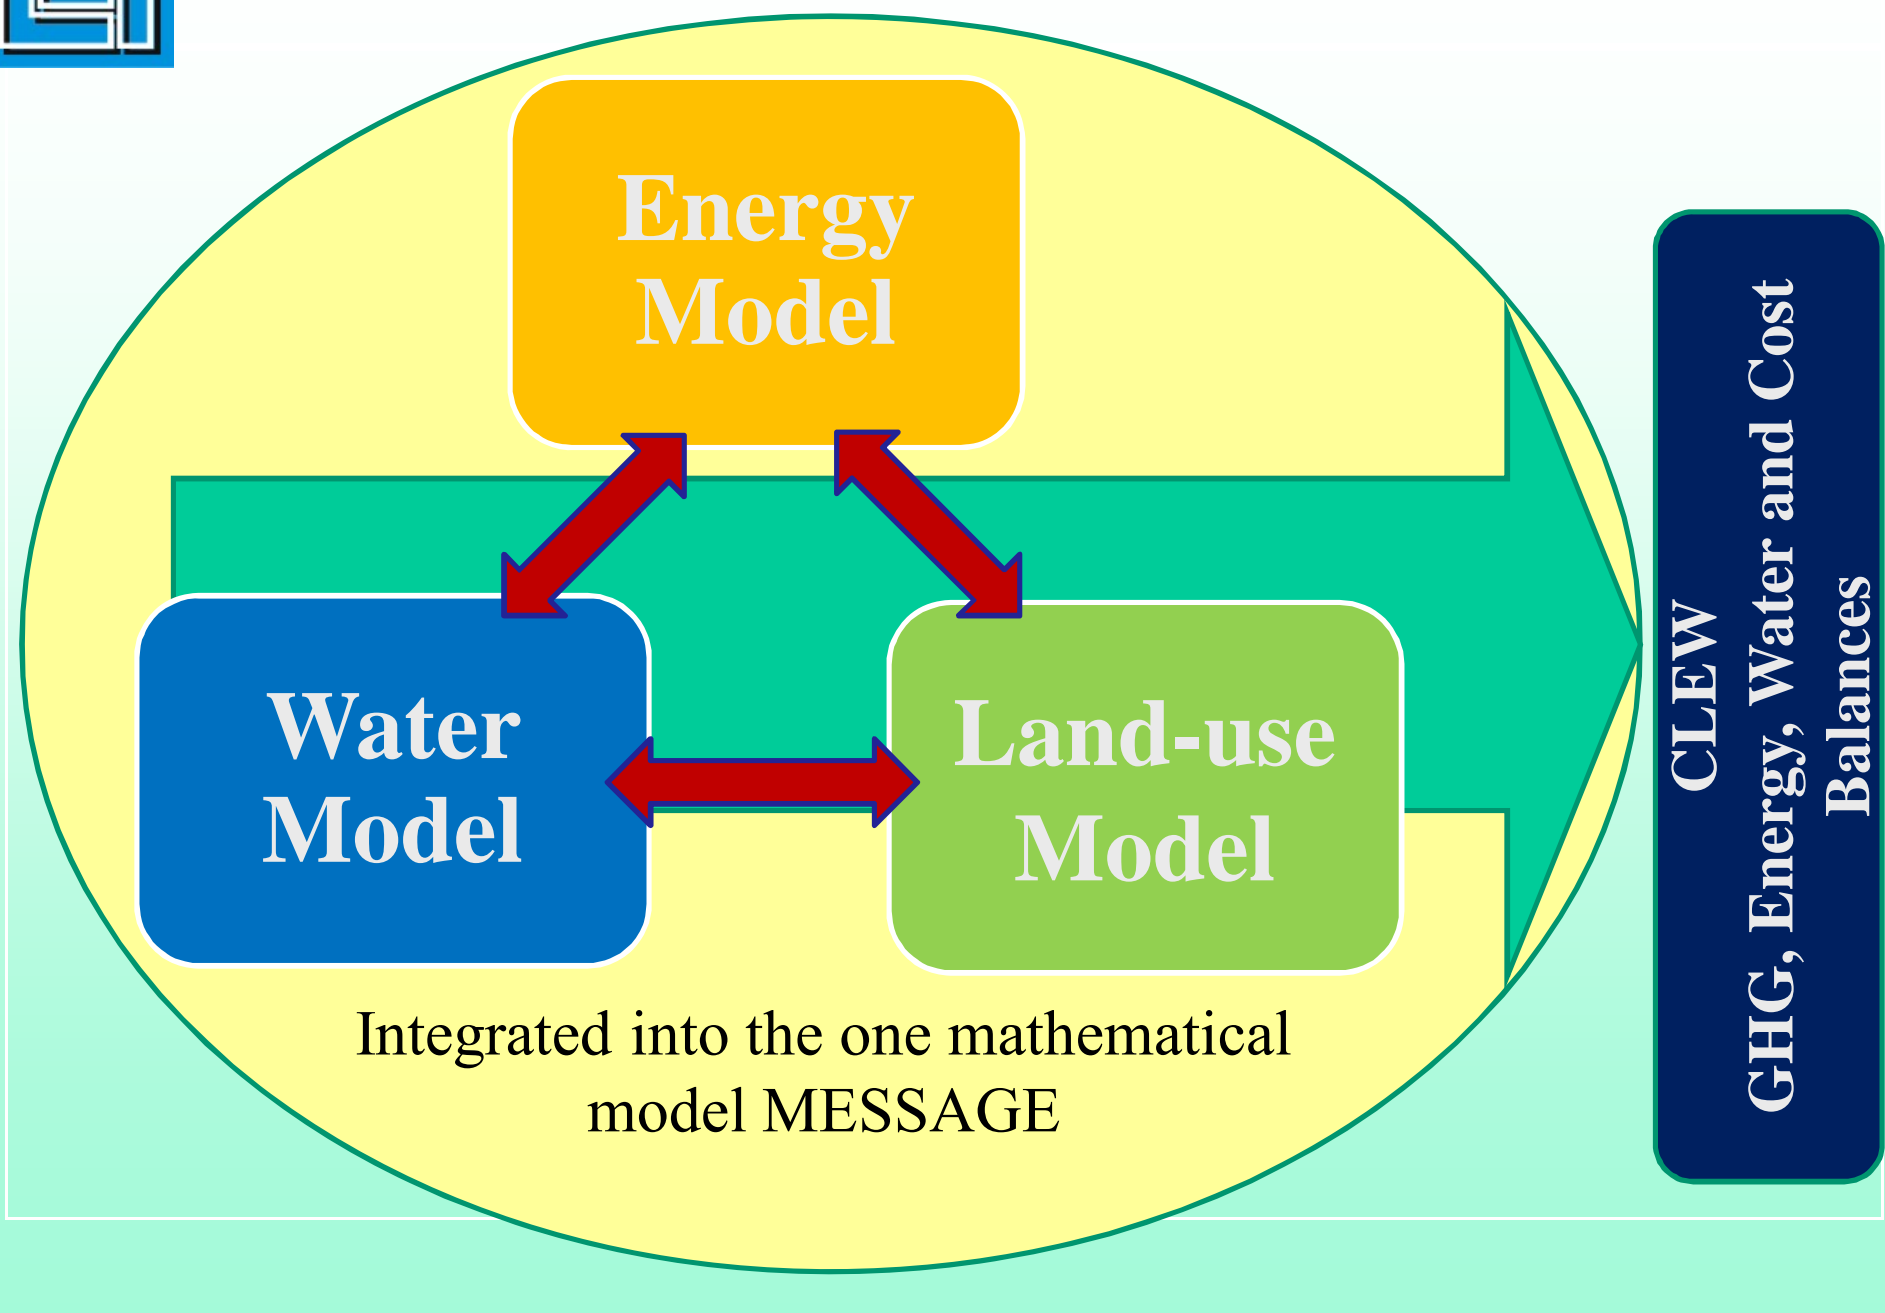 Energy
Model
Water
Model
Land-use
Model
Integrated into the one mathematical
model MESSAGE
CLEW
GHG, Energy, Water and Cost
Balances